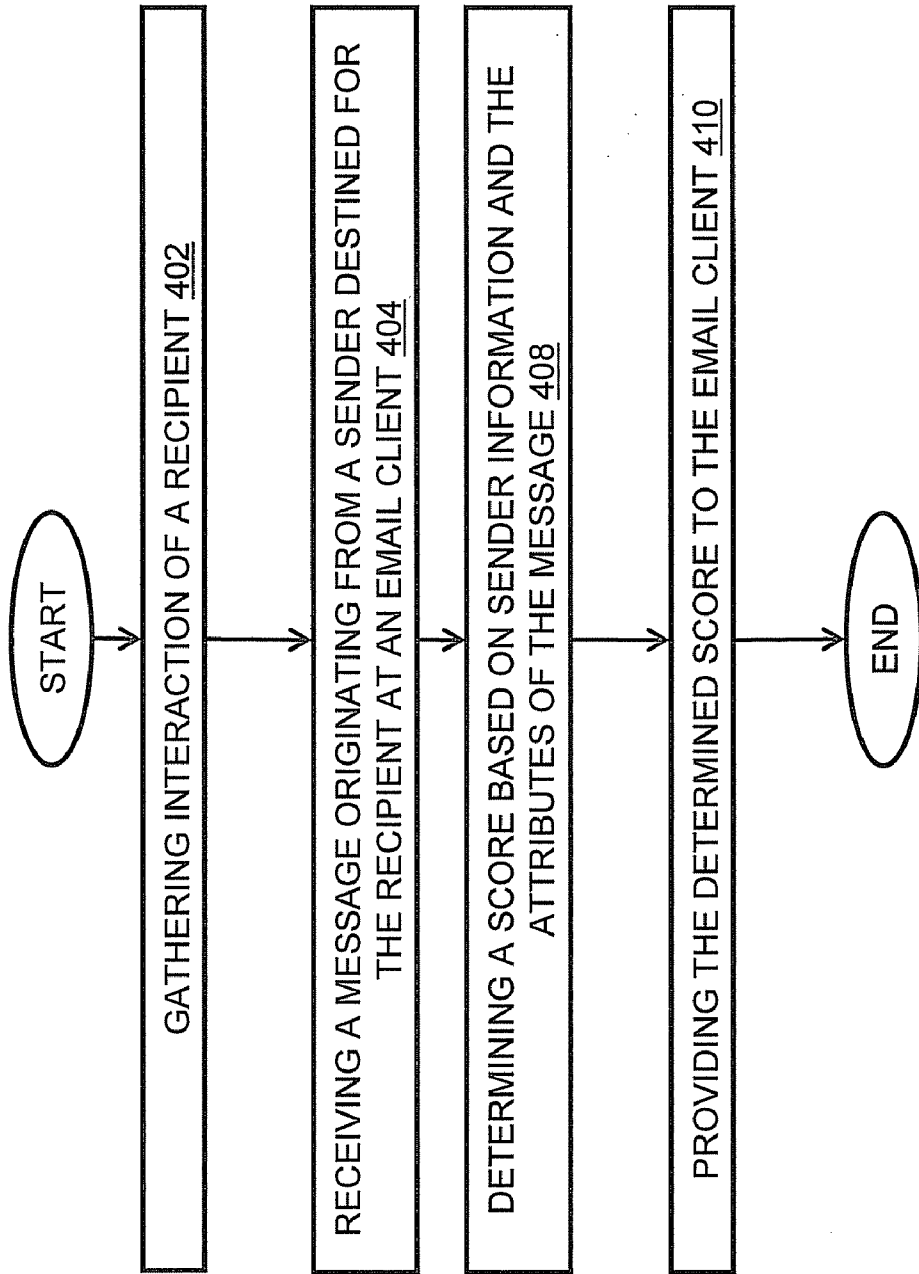 START
GATHERING INTERACTION OF A RECIPIENT 402
RECEIVING A MESSAGE ORIGINATING FROM A SENDER DESTINED FOR
THE RECIPIENT AT AN EMAIL CLIENT 404
DETERMINING A SCORE BASED ON SENDER INFORMATION AND THE
ATTRIBUTES OF THE MESSAGE 408
PROVIDING THE DETERMINED SCORE TO THE EMAIL CLIENT 410
END